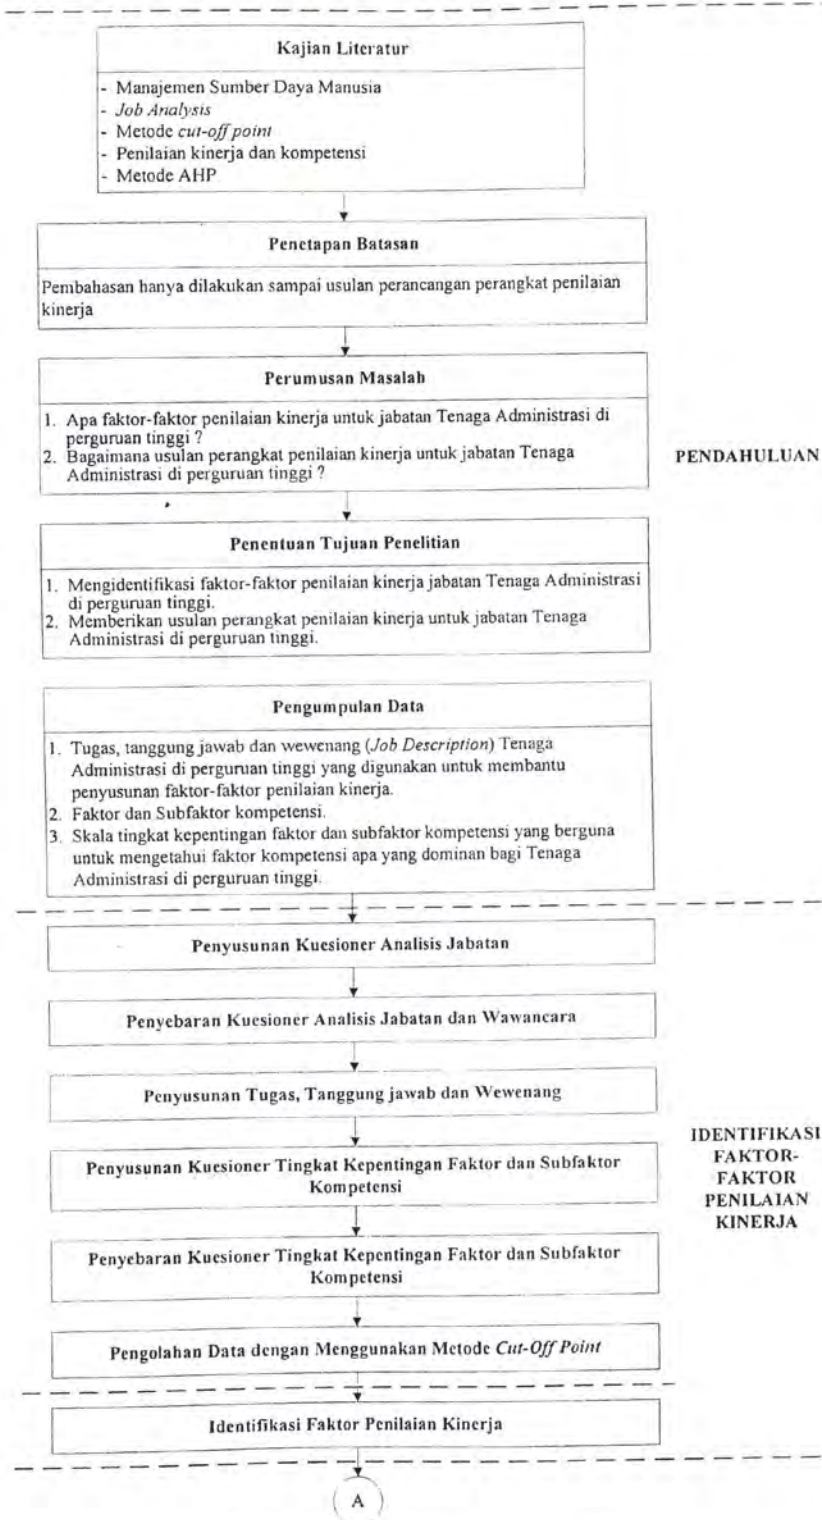 Kajian Literatur
- Manajemen Sumber Daya Manusia
- Job Analysis
- Metode cut-off point
- Penilaian kinerja dan kompetensi
- Metode AHP
Penetapan Batasan
Pembahasan hanya dilakukan sampai usulan perancangan perangkat penilaian
kinerja
Perumusan Masalah
1. Apa faktor-faktor penilaian kinerja untuk jabatan Tenaga Administrasi di
perguruan tinggi ?
2. Bagaimana usulan perangkat penilaian kinerja untuk jabatan Tenaga
Administrasi di perguruan tinggi ?
PENDAHULUAN
Penentuan Tujuan Penelitian
1. Mengidentifikasi faktor-faktor penilaian kinerja jabatan Tenaga Administrasi
di perguruan tinggi.
2. Memberikan usulan perangkat penilaian kinerja untuk jabatan Tenaga
Administrasi di perguruan tinggi.
Pengumpulan Data
1. Tugas, tanggung jawab dan wewenang (Job Description) Tenaga
Administrasi di perguruan tinggi yang digunakan untuk membantu
penyusunan faktor-faktor penilaian kinerja.
2. Faktor dan Subfaktor kompetensi.
3. Skala tingkat kepentingan faktor dan subfaktor kompetensi yang berguna
untuk mengetahui faktor kompetensi apa yang dominan bagi Tenaga
Administrasi di perguruan tinggi.
Penyusunan Kuesioner Analisis Jabatan
Penyebaran Kuesioner Analisis Jabatan dan Wawancara
Penyusunan Tugas, Tanggung jawab dan Wewenang
Penyusunan Kuesioner Tingkat Kepentingan Faktor dan Subfaktor
Kompetensi
IDENTIFIKASI
FAKTOR-
FAKTOR
PENILAIAN
KINERJA
Penyebaran Kuesioner Tingkat Kepentingan Faktor dan Subfaktor
Kompetensi
Pengolahan Data dengan Menggunakan Metode Cut-Off Point
Identifikasi Faktor Penilaian Kinerja
A